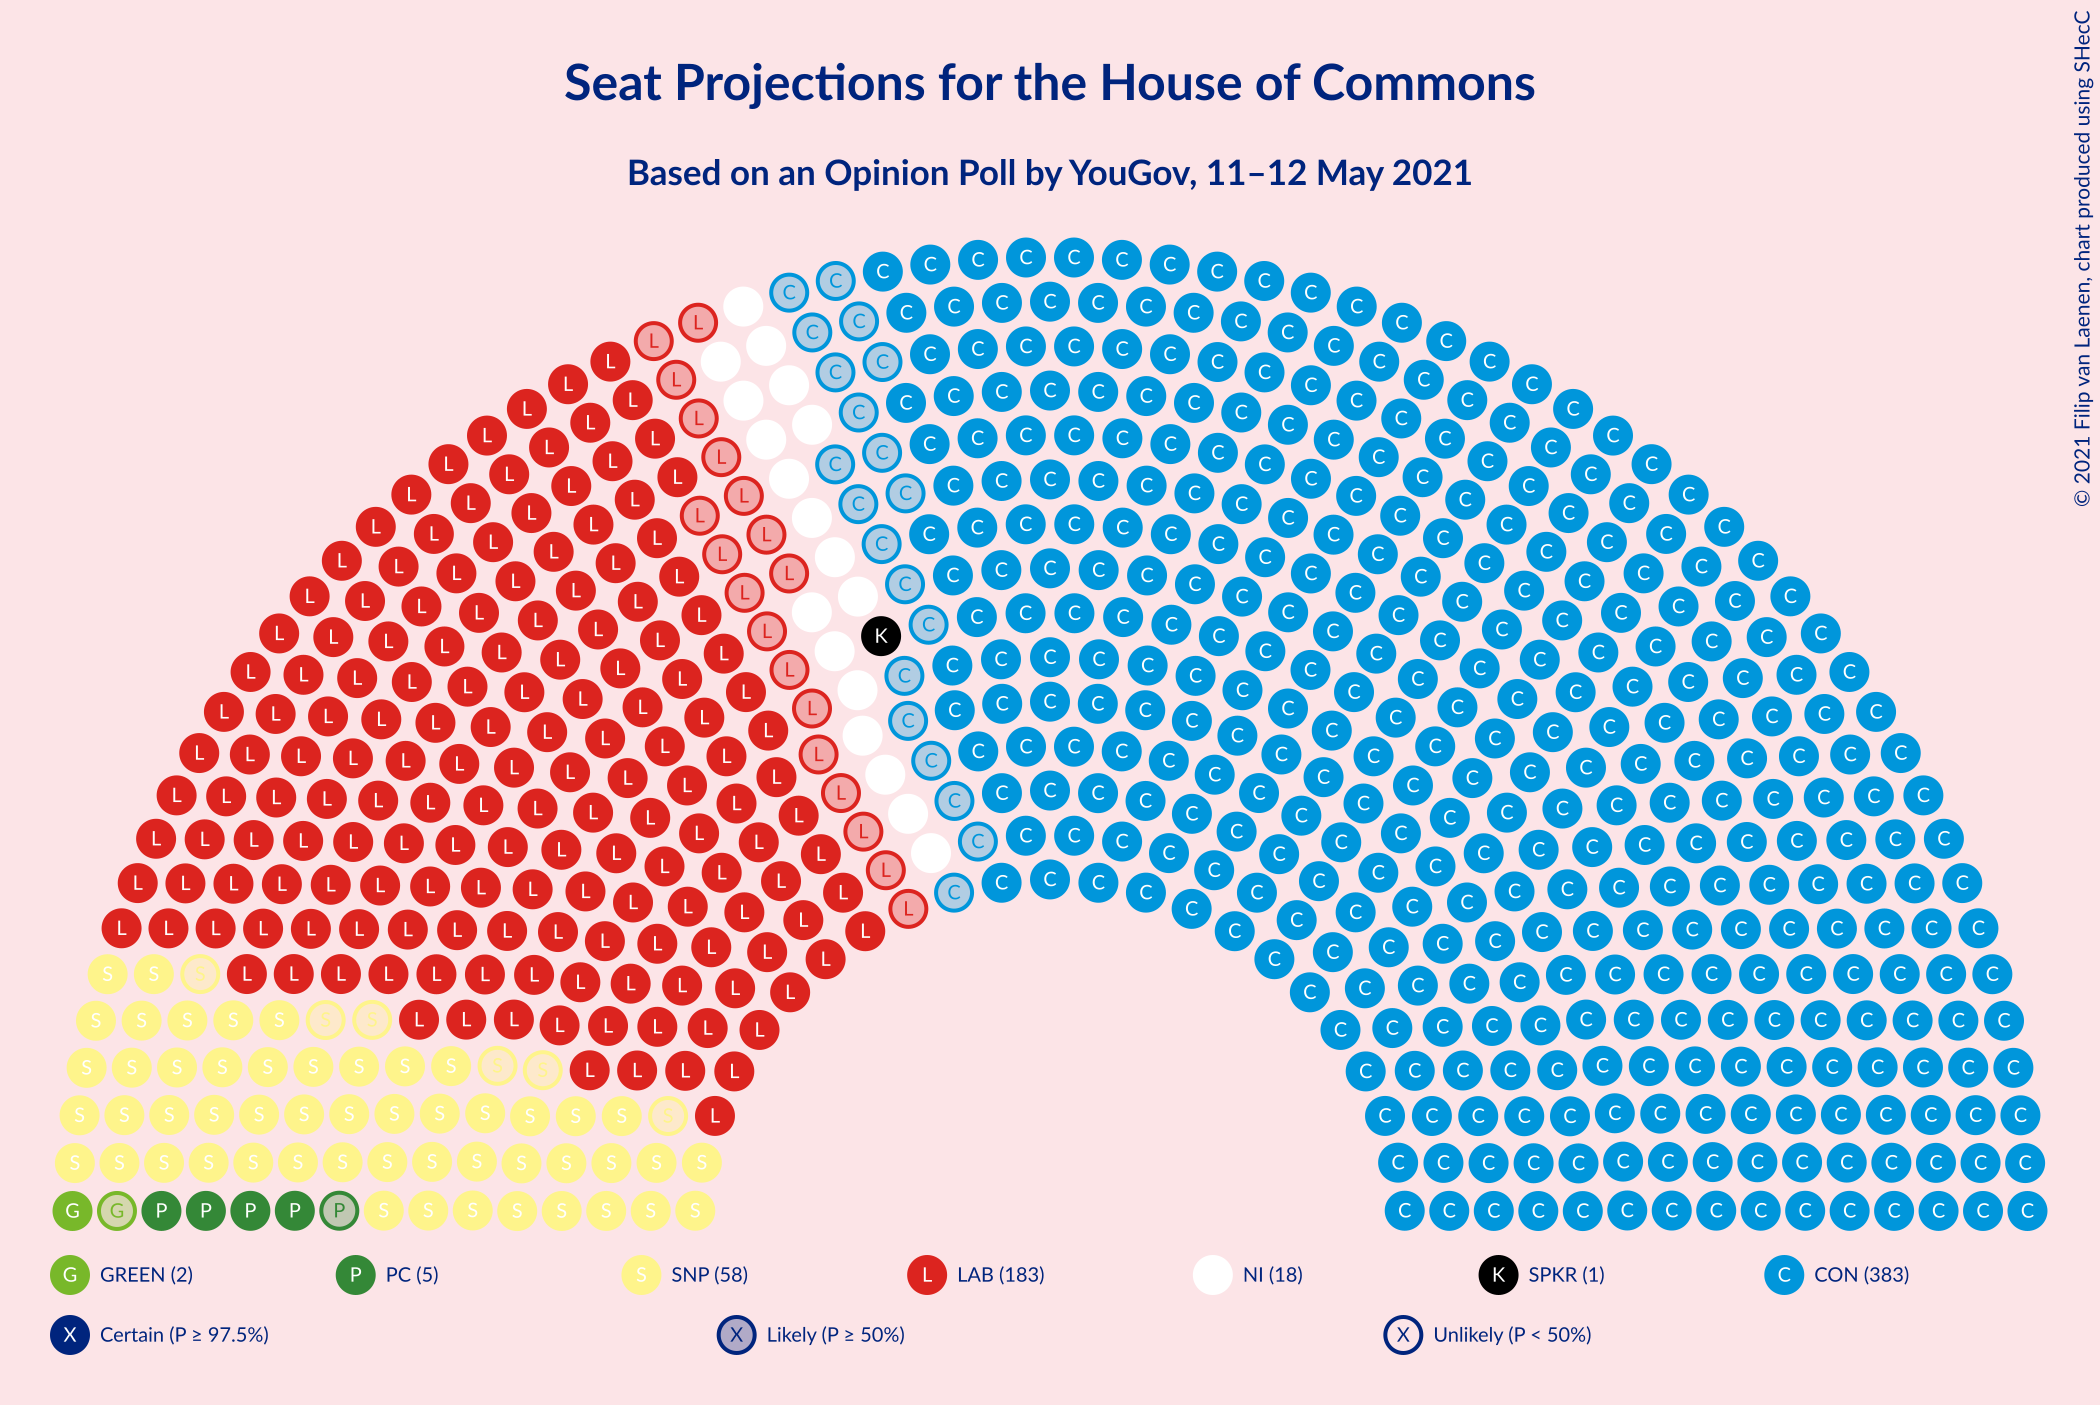 Seat Projections for the House of Commons
Based on an Opinion Poll by YouGov, 11–12 May 2021
© 2021 Filip van Laenen, chart produced using SHecC
G GREEN (2) P PC (5) S SNP (58) L LAB (183) NI (18) K SPKR (1) C CON (383)
X Certain (P ≥ 97.5%) X Likely (P ≥ 50%) X Unlikely (P < 50%)